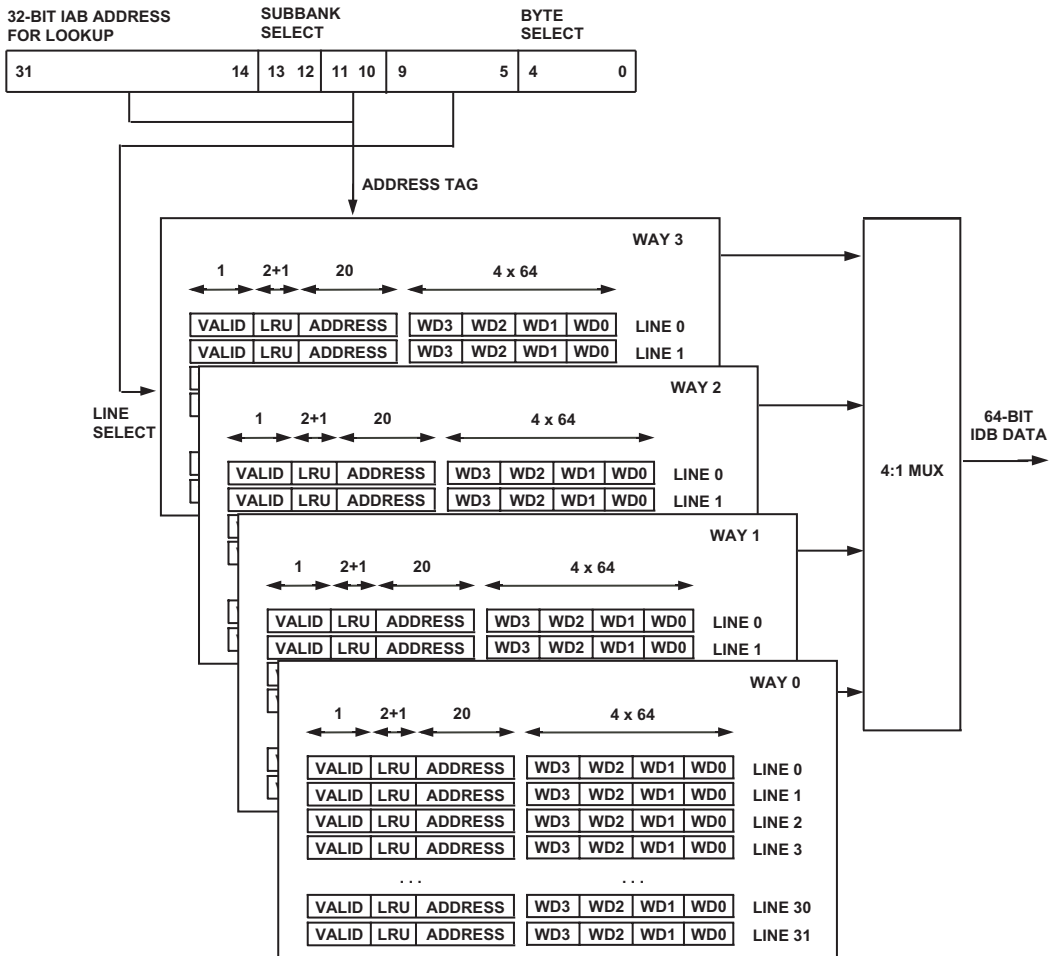 32-BIT IAB ADDRESS
FOR LOOKUP
SUBBANK
SELECT
BYTE
SELECT
31 14 13 12 11 10 9 5 4 0
ADDRESS TAG
WAY 3
1 2+1 20 4 x 64
VALID LRU ADDRESS WD3 WD2 WD1 WD0 LINE 0
VALID LRU ADDRESS WD3 WD2 WD1 WD0 LINE 1
LINE
SELECT
WAY 2
1 2+1 20 4 x 64
VALID LRU ADDRESS WD3 WD2 WD1 WD0 LINE 0
VALID LRU ADDRESS WD3 WD2 WD1 WD0 LINE 1
WAY 1
1 2+1 20 4 x 64
VALID LRU ADDRESS WD3 WD2 WD1 WD0 LINE 0
VALID LRU ADDRESS WD3 WD2 WD1 WD0 LINE 1
WAY 0
1 2+1 20 4 x 64
VALID LRU ADDRESS WD3 WD2 WD1 WD0 LINE 0
VALID LRU ADDRESS WD3 WD2 WD1 WD0 LINE 1
VALID LRU ADDRESS WD3 WD2 WD1 WD0 LINE 2
VALID LRU ADDRESS WD3 WD2 WD1 WD0 LINE 3
. . . . . .
VALID LRU ADDRESS WD3 WD2 WD1 WD0 LINE 30
VALID LRU ADDRESS WD3 WD2 WD1 WD0 LINE 31
4:1 MUX
64-BIT
IDB DATA